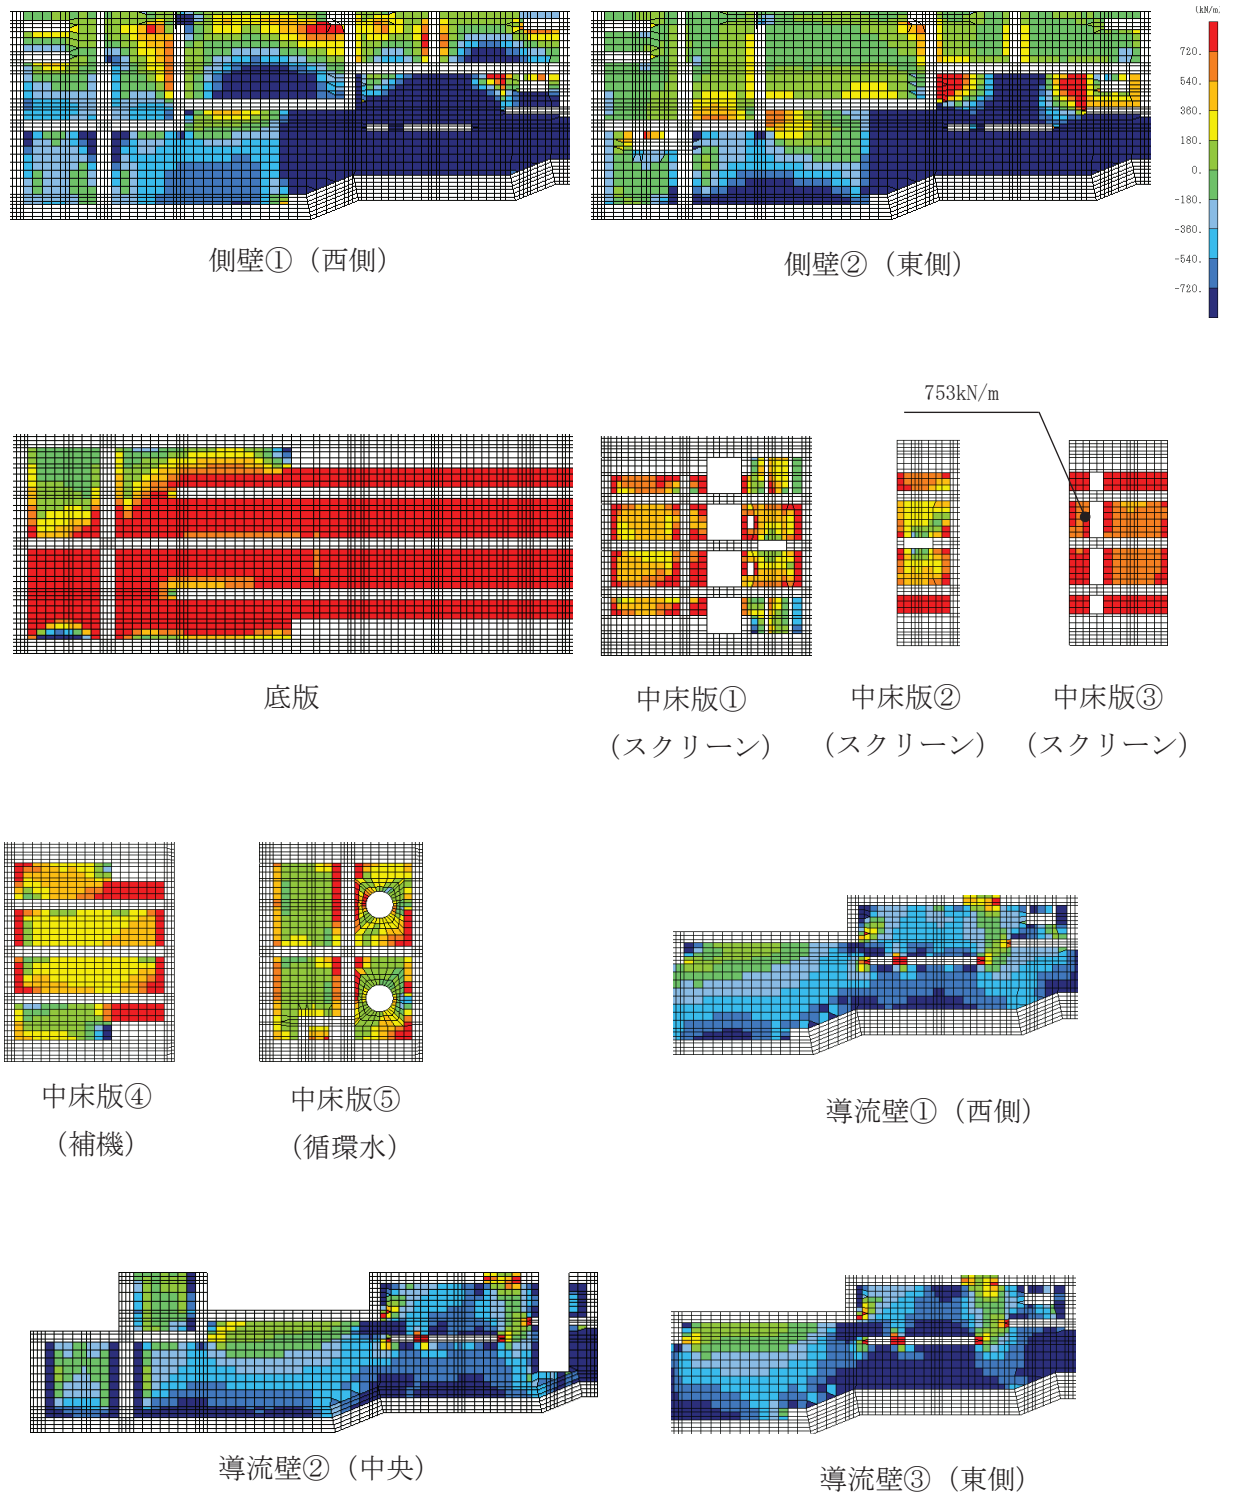 (kN/m)
720.
540.
360.
180.
0.
-180.
-360.
-540.
-720.
側壁①（西側）
側壁②（東側）
753kN/m
底版
中床版①
（スクリーン）
中床版②
（スクリーン）
中床版③
（スクリーン）
中床版④
（補機）
中床版⑤
（循環水）
導流壁①（西側）
導流壁②（中央）
導流壁③（東側）